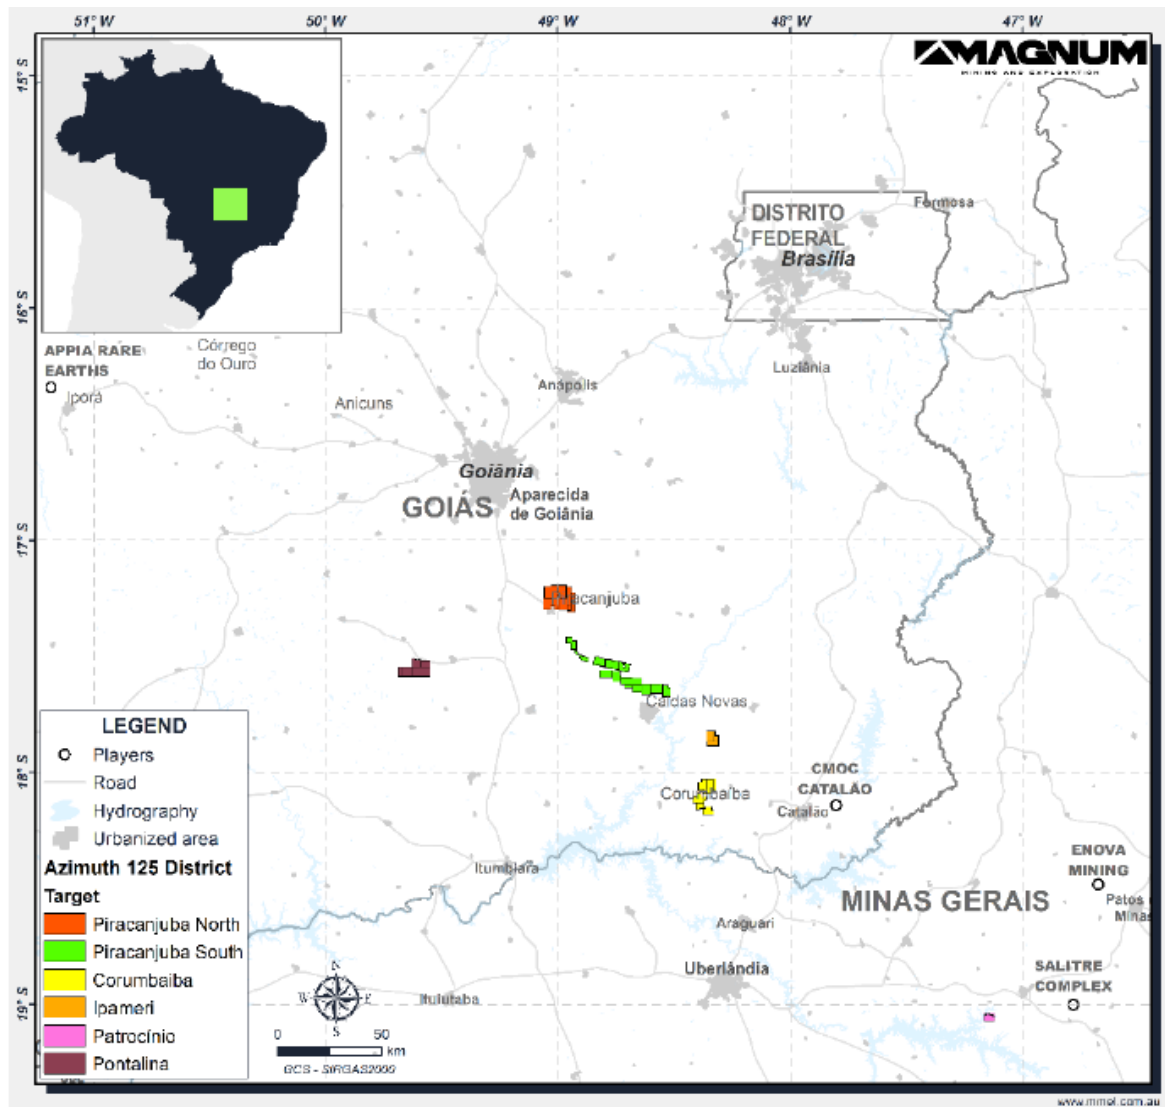 51° W 50° W 49° W 48° W 47° W
15° S
16° S
17° S
18° S
19° S
MAGNUM
MINING AND EXPLORATION
DISTRITO
FEDERAL
Brasília
Formosa
Luziânia
APPIA RARE
EARTHS
Iporá
Córrego
do Ouro
Anicuns
Anápolis
Goiânia
GOIÁS
Aparecida
de Goiânia
Piracanjuba
Caldas Novas
Corumbaíba
CMOC
CATALÃO
Catalão
Itumbiara
MINAS GERAIS
ENOVA
MINING
Patos
Minas
Araguari
Uberlândia
Ituiutaba
SALITRE
COMPLEX
LEGEND
Players
Road
Hydrography
Urbanized area
Azimuth 125 District
Target
Piracanjuba North
Piracanjuba South
Corumbaiba
Ipameri
Patrocínio
Pontalina
N
W E
S
0 50
km
GCS - SIRGAS2000
www.mmol.com.au